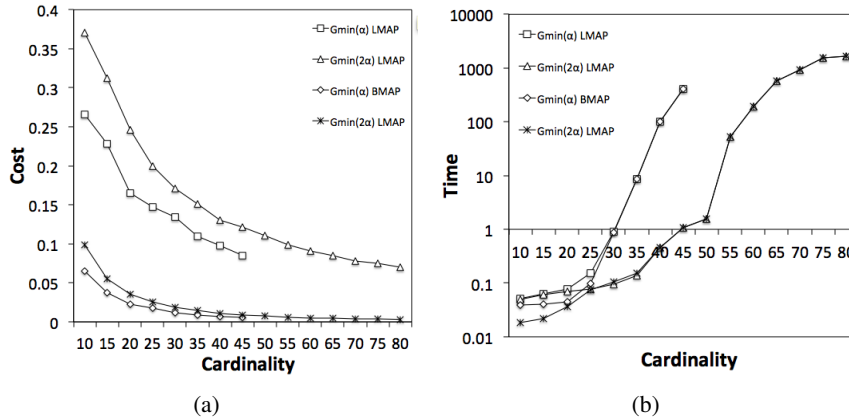 0.4
0.35
0.3
0.25
0.2
0.15
0.1
0.05
0
Cost
10 15 20 25 30 35 40 45 50 55 60 65 70 75 80
Cardinality
Gmin(α) LMAP
Gmin(2α) LMAP
Gmin(α) BMAP
Gmin(2α) LMAP
(a)
10000
1000
100
10
1
0.1
0.01
Time
10 15 20 25 30 35 40 45 50 55 60 65 70 75 80
Cardinality
Gmin(α) LMAP
Gmin(2α) LMAP
Gmin(α) BMAP
Gmin(2α) LMAP
(b)